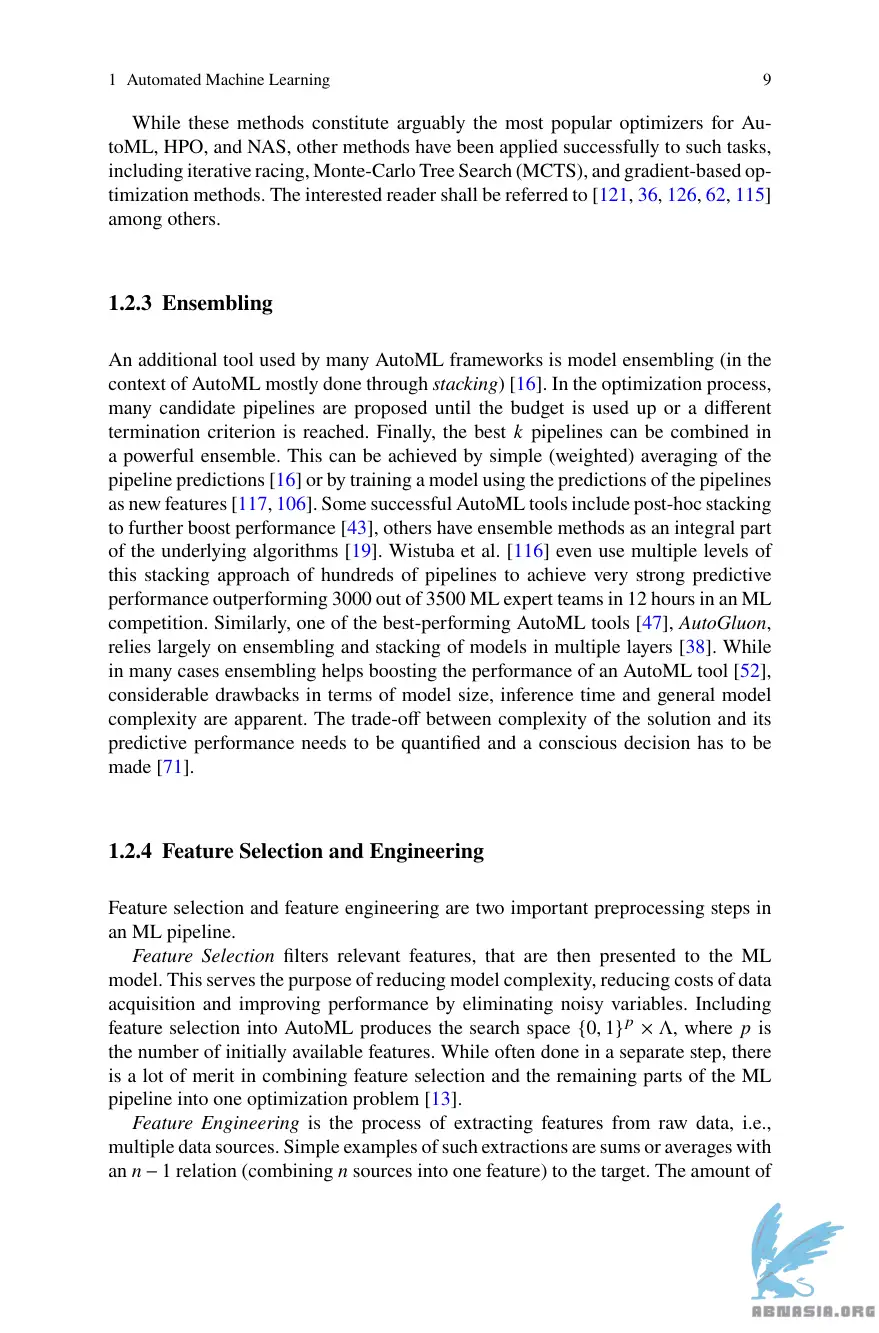 1 Automated Machine Learning 9
While these methods constitute arguably the most popular optimizers for Au-
toML, HPO, and NAS, other methods have been applied successfully to such tasks,
including iterative racing, Monte-Carlo Tree Search (MCTS), and gradient-based op-
timization methods. The interested reader shall be referred to [121, 36, 126, 62, 115]
among others.
1.2.3 Ensembling
An additional tool used by many AutoML frameworks is model ensembling (in the
context of AutoML mostly done through stacking) [16]. In the optimization process,
many candidate pipelines are proposed until the budget is used up or a different
termination criterion is reached. Finally, the best k pipelines can be combined in
a powerful ensemble. This can be achieved by simple (weighted) averaging of the
pipeline predictions [16] or by training a model using the predictions of the pipelines
as new features [117, 106]. Some successful AutoML tools include post-hoc stacking
to further boost performance [43], others have ensemble methods as an integral part
of the underlying algorithms [19]. Wistuba et al. [116] even use multiple levels of
this stacking approach of hundreds of pipelines to achieve very strong predictive
performance outperforming 3000 out of 3500 ML expert teams in 12 hours in an ML
competition. Similarly, one of the best-performing AutoML tools [47], AutoGluon,
relies largely on ensembling and stacking of models in multiple layers [38]. While
in many cases ensembling helps boosting the performance of an AutoML tool [52],
considerable drawbacks in terms of model size, inference time and general model
complexity are apparent. The trade-off between complexity of the solution and its
predictive performance needs to be quantified and a conscious decision has to be
made [71].
1.2.4 Feature Selection and Engineering
Feature selection and feature engineering are two important preprocessing steps in
an ML pipeline.
Feature Selection filters relevant features, that are then presented to the ML
model. This serves the purpose of reducing model complexity, reducing costs of data
acquisition and improving performance by eliminating noisy variables. Including
feature selection into AutoML produces the search space {0, 1}ᵖ × Λ, where p is
the number of initially available features. While often done in a separate step, there
is a lot of merit in combining feature selection and the remaining parts of the ML
pipeline into one optimization problem [13].
Feature Engineering is the process of extracting features from raw data, i.e.,
multiple data sources. Simple examples of such extractions are sums or averages with
an n − 1 relation (combining n sources into one feature) to the target. The amount of
ABNASIA.ORG